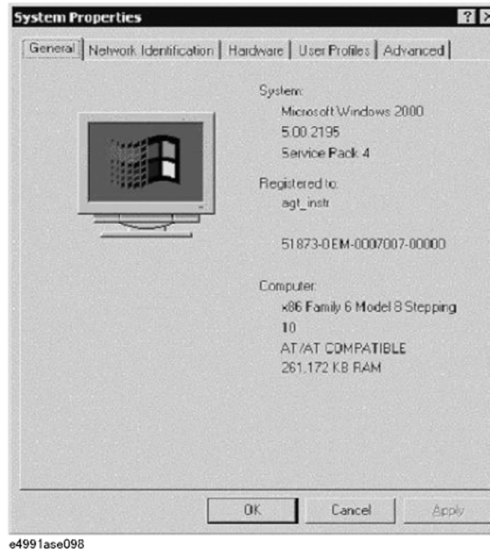 System Properties
General Network Identification Hardware User Profiles Advanced
System:
Microsoft Windows 2000
5.00.2195
Service Pack 4
Registered to:
agt_instr
51873-OEM-0007007-00000
Computer:
x86 Family 6 Model 8 Stepping
10
AT/AT COMPATIBLE
261,172 KB RAM
OK Cancel Apply
e4991ase098